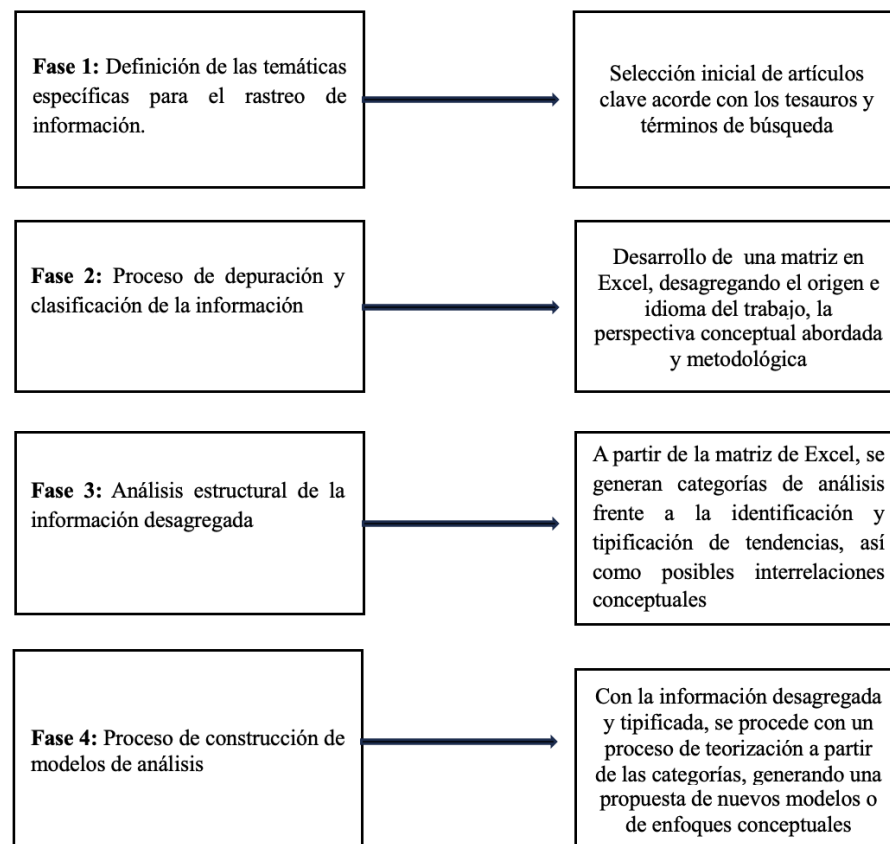 Fase 1: Definición de las temáticas
específicas para el rastreo de
información.
Selección inicial de artículos
clave acorde con los tesauros y
términos de búsqueda
Fase 2: Proceso de depuración y
clasificación de la información
Desarrollo de una matriz en
Excel, desagregando el origen e
idioma del trabajo, la
perspectiva conceptual abordada
y metodológica
Fase 3: Análisis estructural de la
información desagregada
A partir de la matriz de Excel, se
generan categorías de análisis
frente a la identificación y
tipificación de tendencias, así
como posibles interrelaciones
conceptuales
Fase 4: Proceso de construcción de
modelos de análisis
Con la información desagregada
y tipificada, se procede con un
proceso de teorización a partir
de las categorías, generando una
propuesta de nuevos modelos o
de enfoques conceptuales